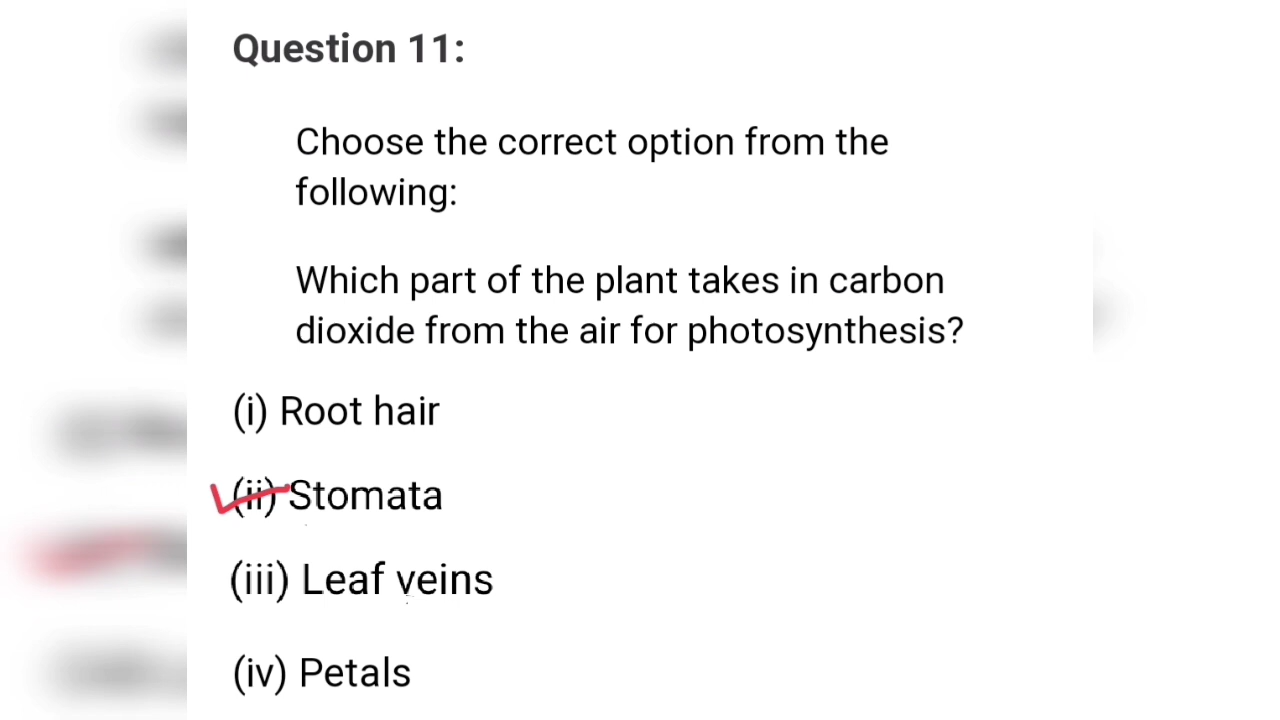 Question 11:
Choose the correct option from the
following:
Which part of the plant takes in carbon
dioxide from the air for photosynthesis?
(i) Root hair
(ii) Stomata
(iii) Leaf veins
(iv) Petals